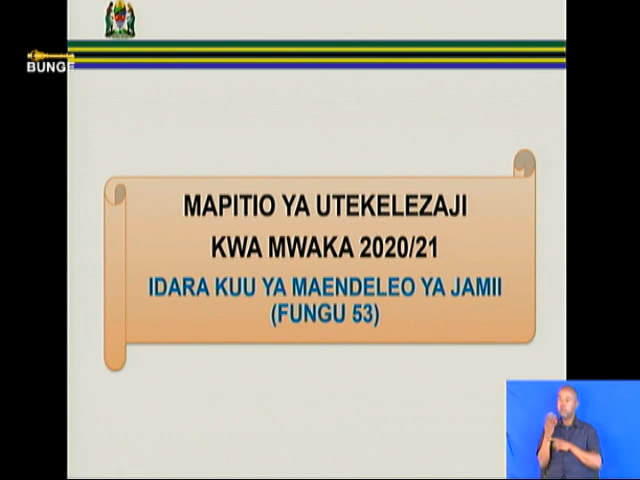 BUNGE
MAPITIO YA UTEKELEZAJI
KWA MWAKA 2020/21
IDARA KUU YA MAENDELEO YA JAMII
(FUNGU 53)